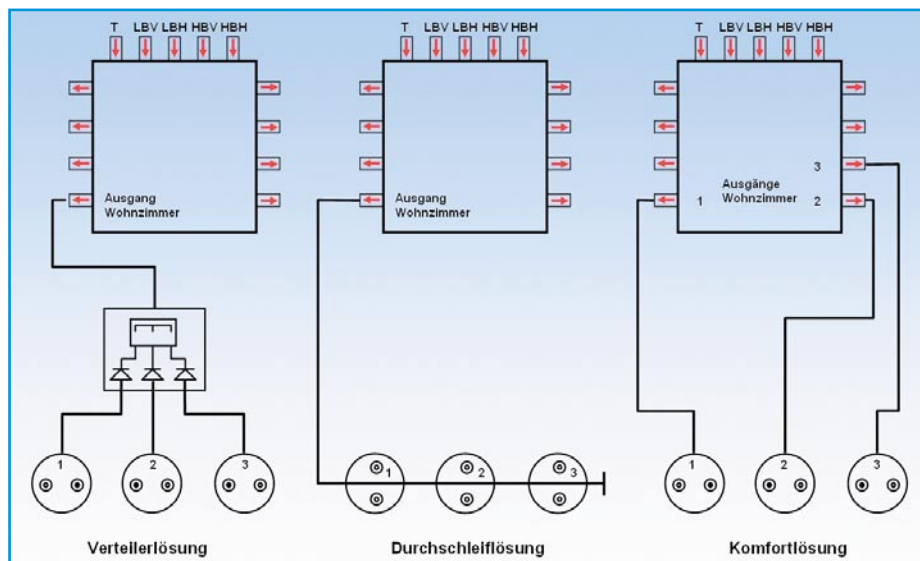 T LBV LBH HBV HBH
Ausgang
Wohnzimmer
1
2
3
Verteilerlösung
T LBV LBH HBV HBH
Ausgang
Wohnzimmer
1
2
3
Durchschleiflösung
T LBV LBH HBV HBH
3
Ausgänge
Wohnzimmer
1
2
1
2
3
Komfortlösung